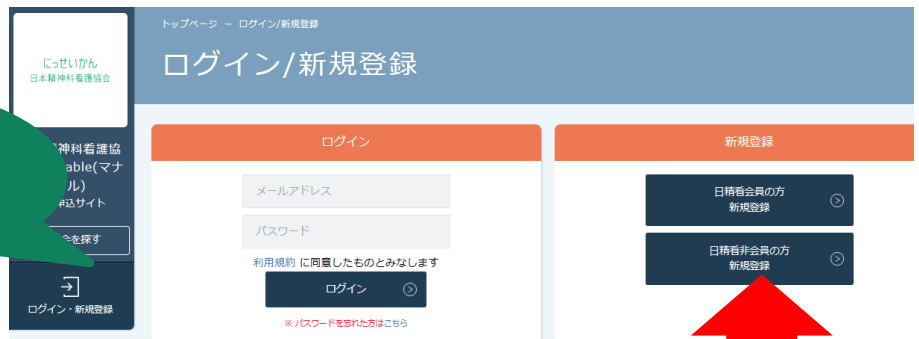 トップページ － ログイン/新規登録
ログイン/新規登録
にっせいかん
日本精神科看護協会
神科看護協
able(マナ
ル)
申込サイト
を探す
ログイン・新規登録
ログイン
メールアドレス
パスワード
利用規約 に同意したものとみなします
ログイン
※ パスワードを忘れた方はこちら
新規登録
日精看会員の方
新規登録
日精看非会員の方
新規登録